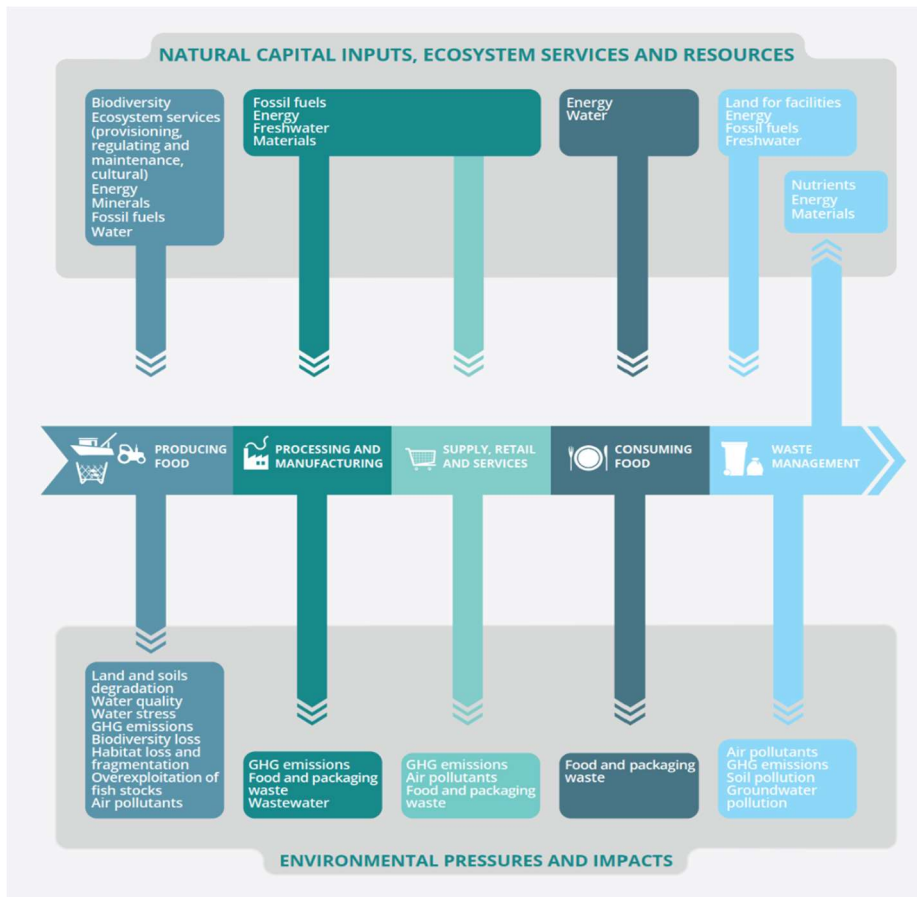 NATURAL CAPITAL INPUTS, ECOSYSTEM SERVICES AND RESOURCES
Biodiversity
Ecosystem services
(provisioning,
regulating and
maintenance,
cultural)
Energy
Minerals
Fossil fuels
Water
Fossil fuels
Energy
Freshwater
Materials
Energy
Water
Land for facilities
Energy
Fossil fuels
Freshwater
Nutrients
Energy
Materials
PRODUCING
FOOD
PROCESSING AND
MANUFACTURING
SUPPLY, RETAIL
AND SERVICES
CONSUMING
FOOD
WASTE
MANAGEMENT
Land and soils
degradation
Water quality
Water stress
GHG emissions
Biodiversity loss
Habitat loss and
fragmentation
Overexploitation of
fish stocks
Air pollutants
GHG emissions
Food and packaging
waste
Wastewater
GHG emissions
Air pollutants
Food and packaging
waste
Food and packaging
waste
Air pollutants
GHG emissions
Soil pollution
Groundwater
pollution
ENVIRONMENTAL PRESSURES AND IMPACTS